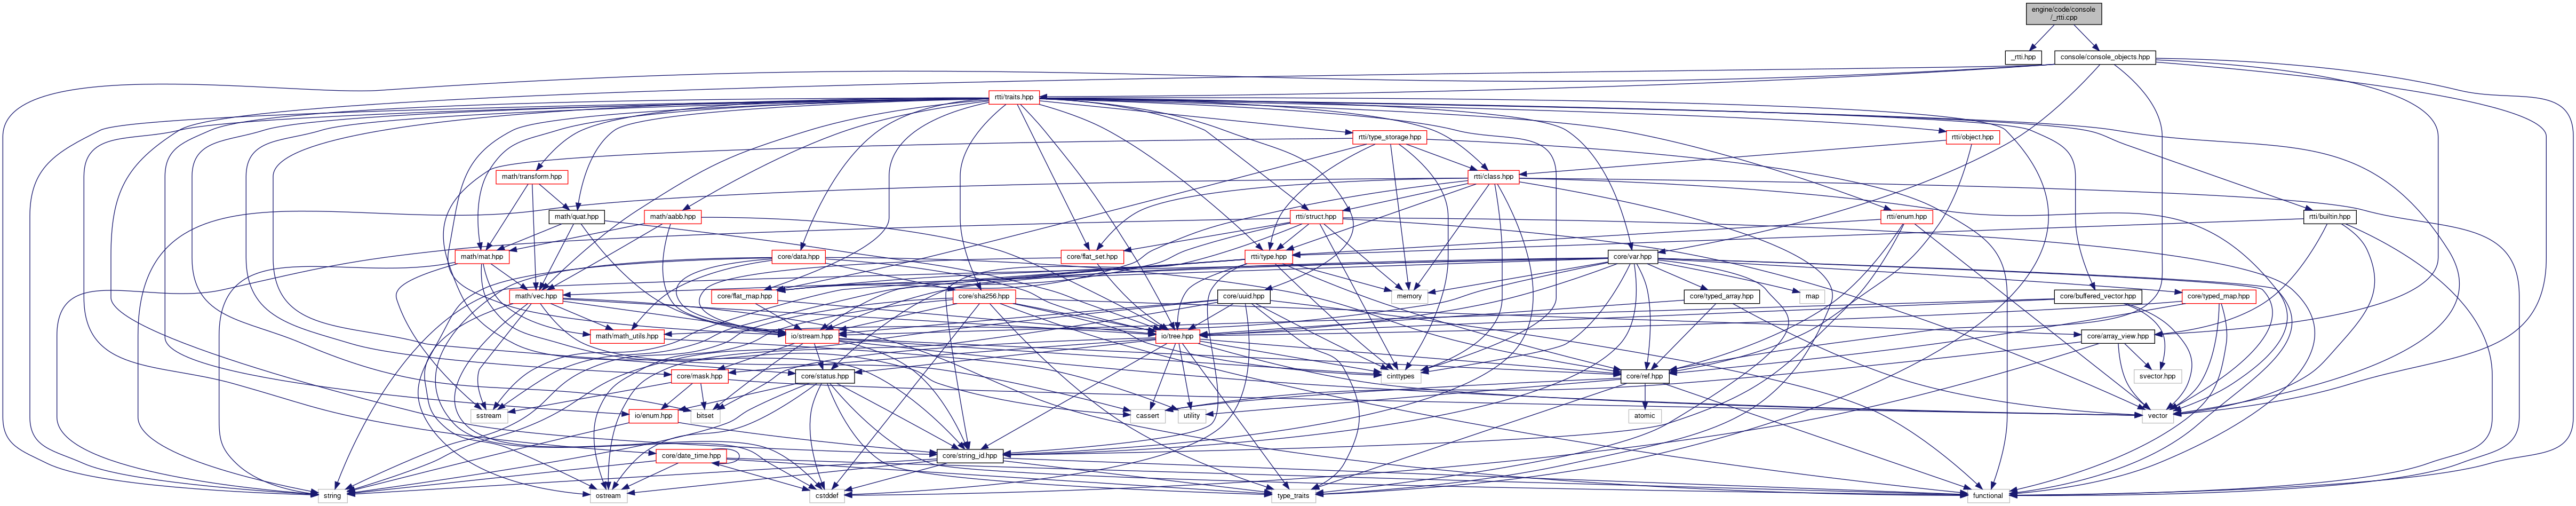 engine/code/console
/_rtti.cpp
_rtti.hpp
console/console_objects.hpp
rtti/traits.hpp
rtti/type_storage.hpp
rtti/object.hpp
math/transform.hpp
rtti/class.hpp
math/quat.hpp
math/aabb.hpp
rtti/struct.hpp
rtti/enum.hpp
rtti/builtin.hpp
math/mat.hpp
core/data.hpp
core/flat_set.hpp
rtti/type.hpp
core/var.hpp
math/vec.hpp
core/flat_map.hpp
core/sha256.hpp
core/uuid.hpp
memory
core/typed_array.hpp
map
core/buffered_vector.hpp
core/typed_map.hpp
math/math_utils.hpp
io/stream.hpp
io/tree.hpp
core/array_view.hpp
core/mask.hpp
core/status.hpp
cinttypes
core/ref.hpp
svector.hpp
sstream
io/enum.hpp
bitset
cassert
utility
atomic
vector
core/date_time.hpp
core/string_id.hpp
string
ostream
cstddef
type_traits
functional